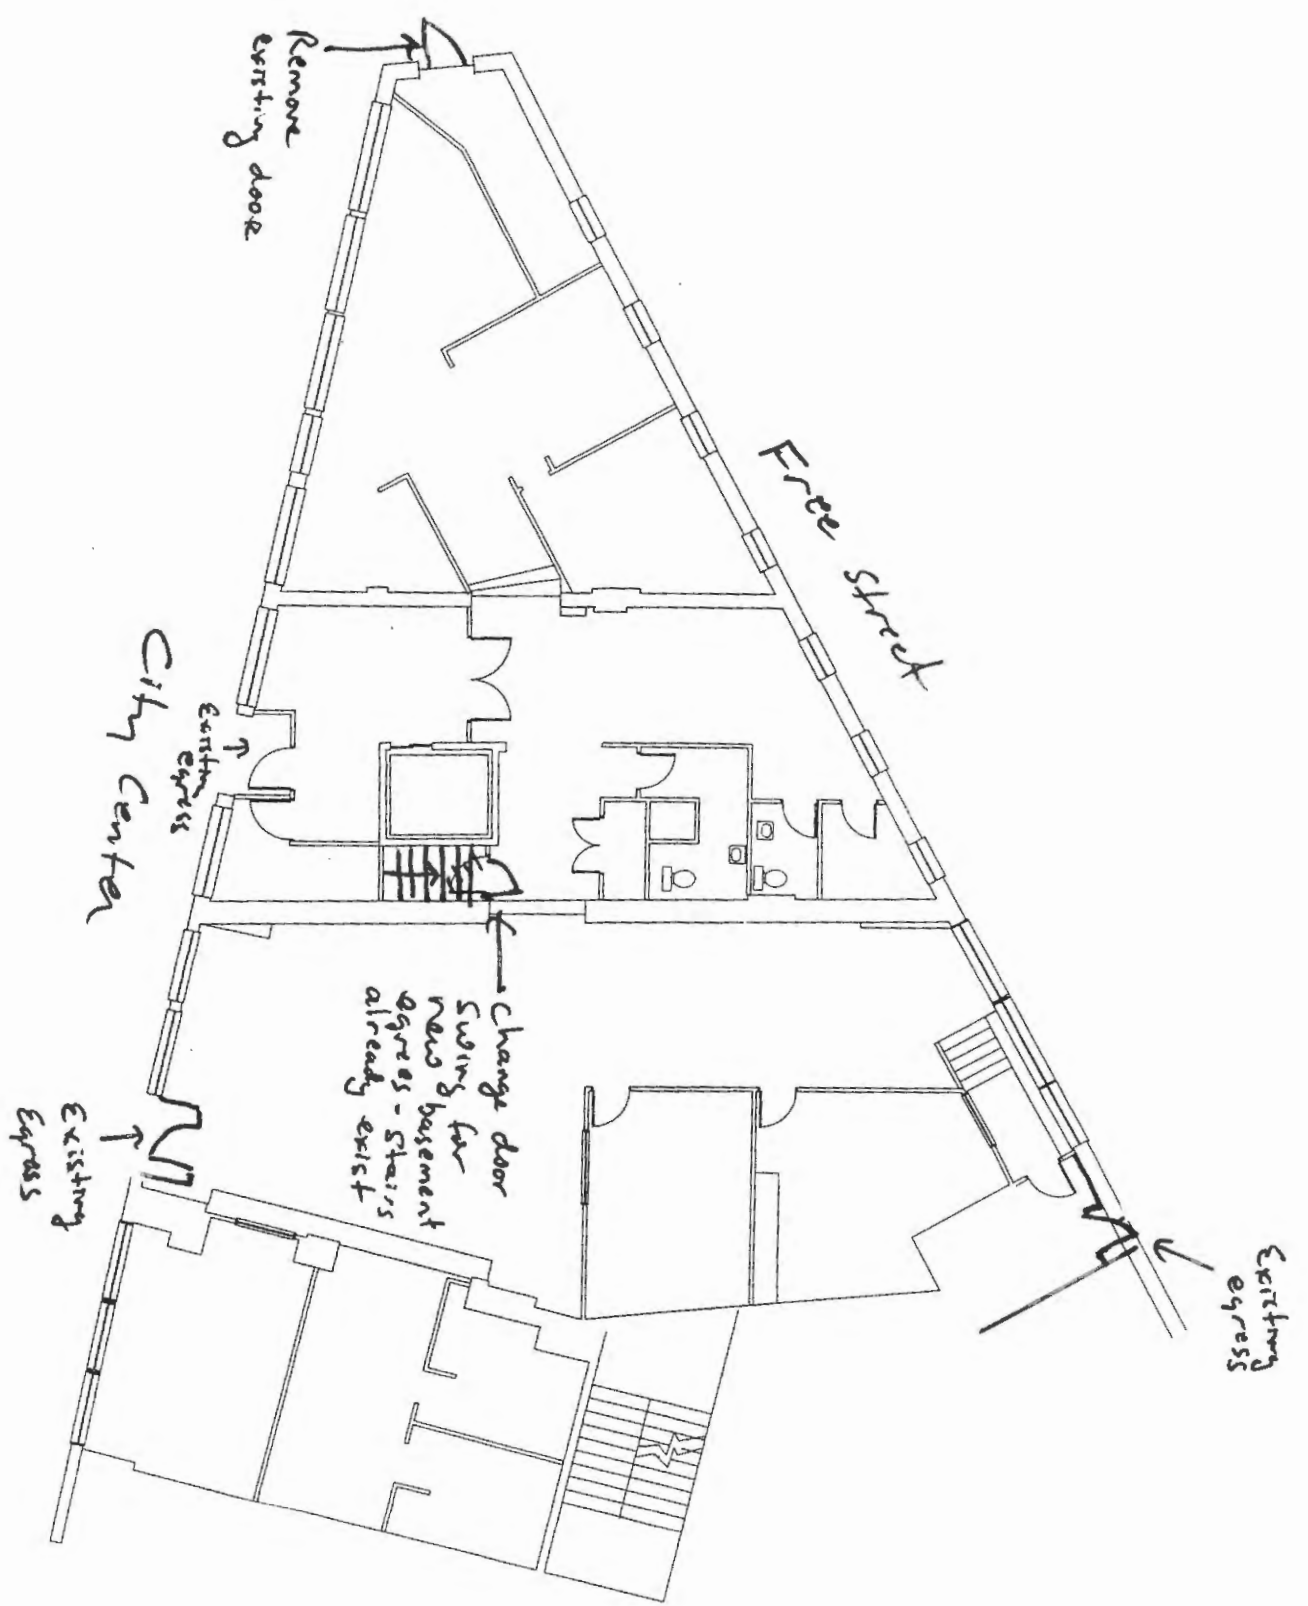 Remove
existing door
Free Street
City Center
Existing
egress
change door
swing for
new basement
egress - stairs
already exist
Existing
Egress
Existing
egress